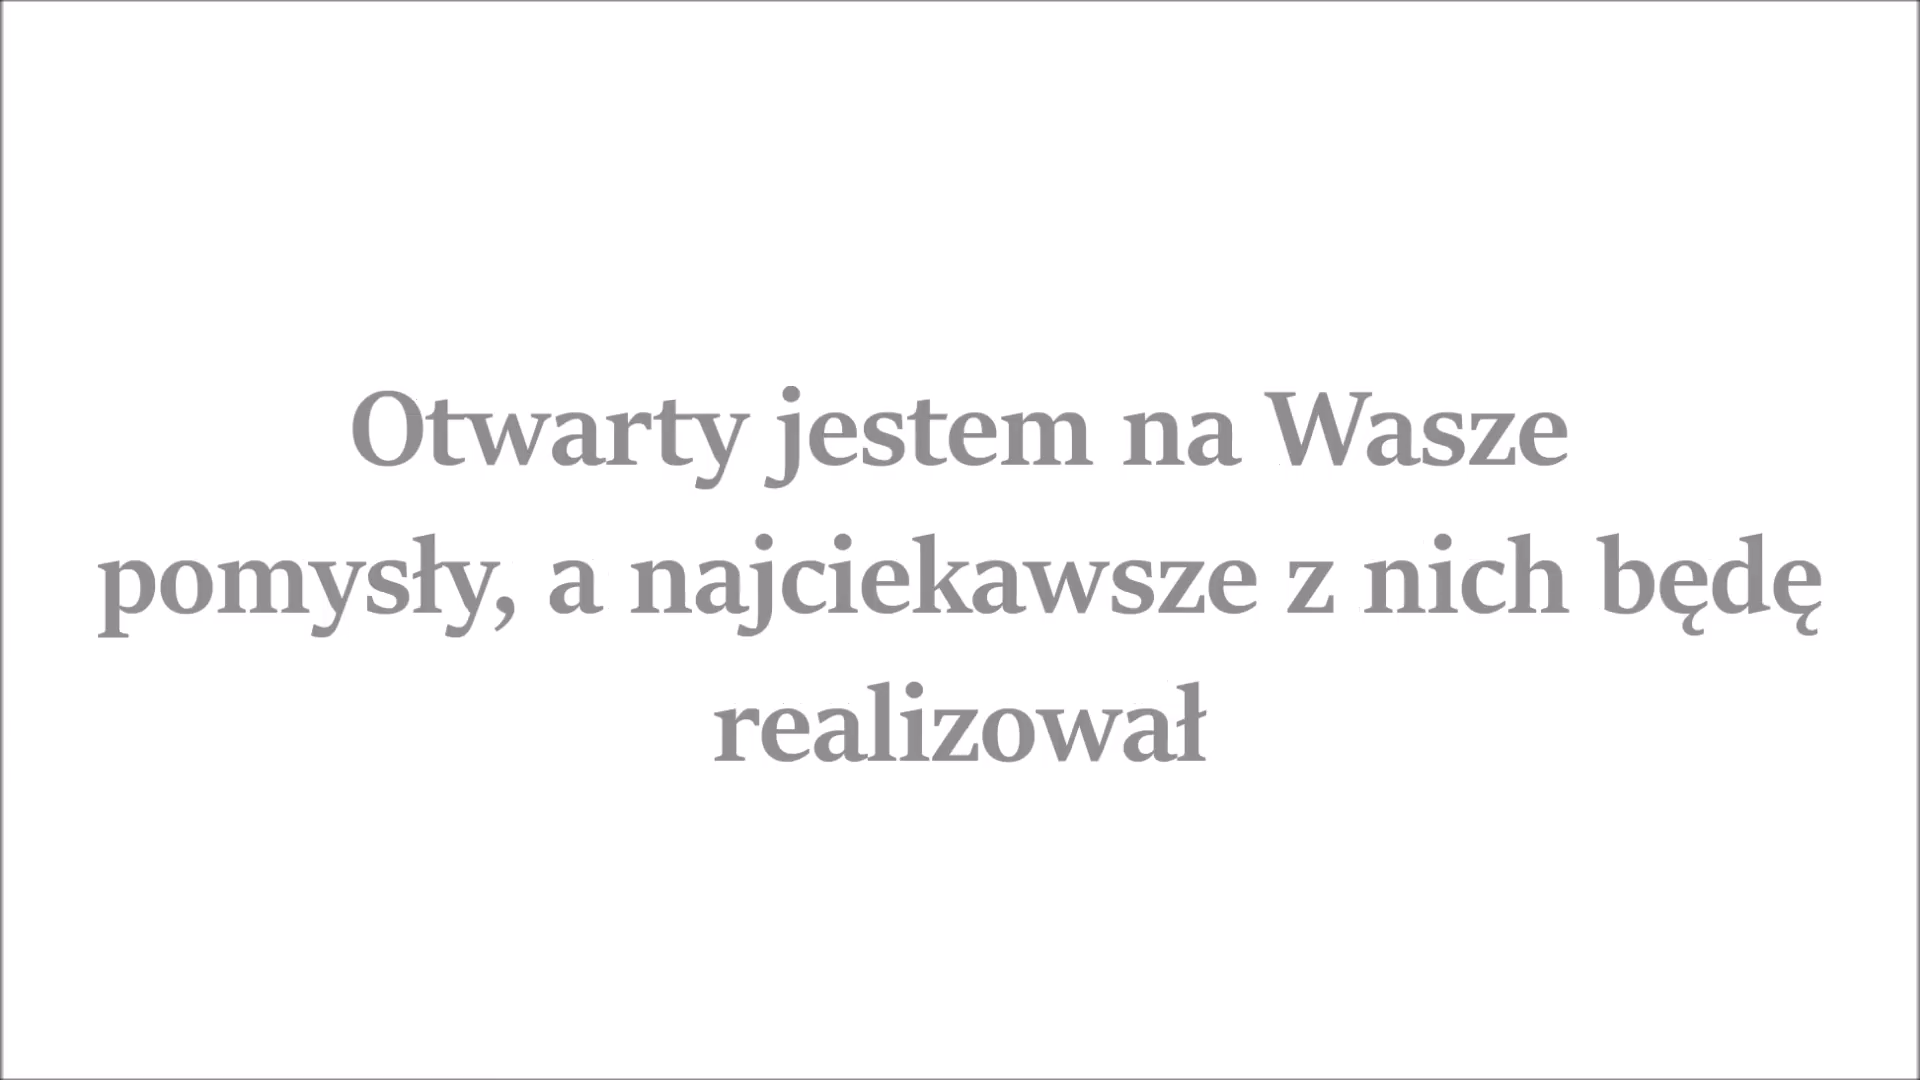 Otwarty jestem na Wasze
pomysły, a najciekawsze z nich będę
realizował